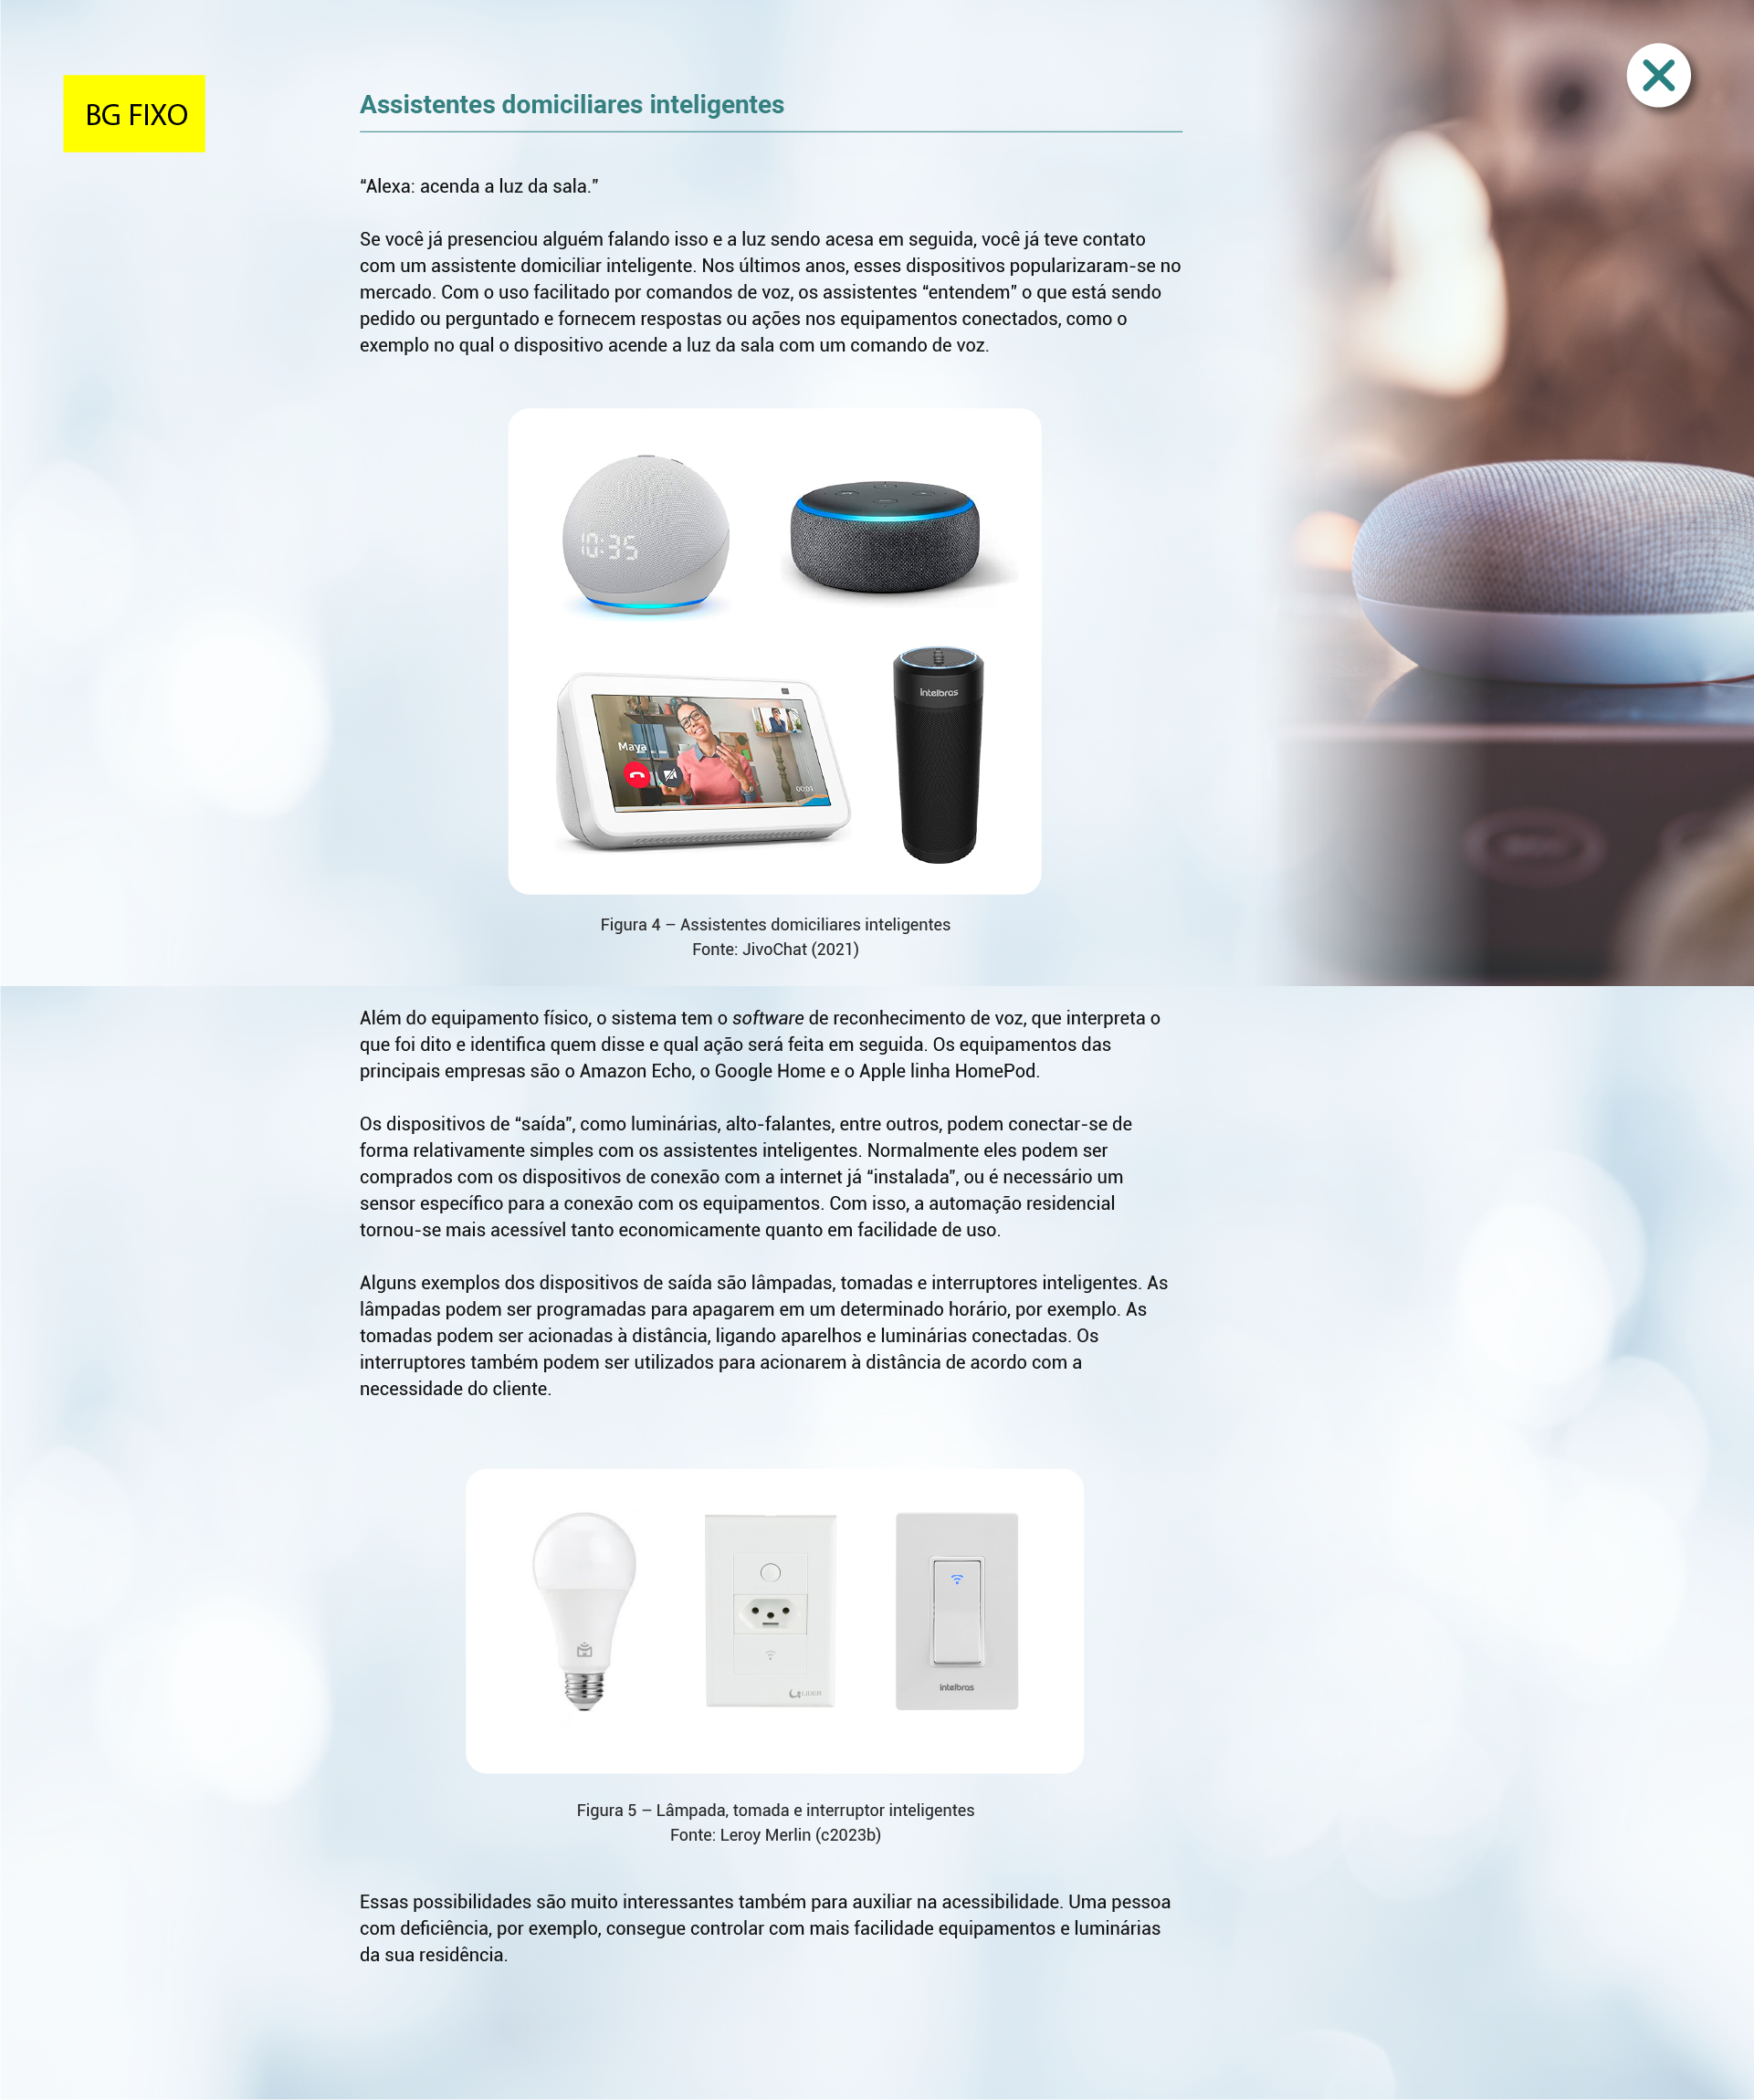 BG FIXO
Assistentes domiciliares inteligentes
“Alexa: acenda a luz da sala.”
Se você já presenciou alguém falando isso e a luz sendo acesa em seguida, você já teve contato
com um assistente domiciliar inteligente. Nos últimos anos, esses dispositivos popularizaram-se no
mercado. Com o uso facilitado por comandos de voz, os assistentes “entendem” o que está sendo
pedido ou perguntado e fornecem respostas ou ações nos equipamentos conectados, como o
exemplo no qual o dispositivo acende a luz da sala com um comando de voz.
10:35
intelbras
Maya
00:01
Figura 4 – Assistentes domiciliares inteligentes
Fonte: JivoChat (2021)
Além do equipamento físico, o sistema tem o software de reconhecimento de voz, que interpreta o
que foi dito e identifica quem disse e qual ação será feita em seguida. Os equipamentos das
principais empresas são o Amazon Echo, o Google Home e o Apple linha HomePod.
Os dispositivos de “saída”, como luminárias, alto-falantes, entre outros, podem conectar-se de
forma relativamente simples com os assistentes inteligentes. Normalmente eles podem ser
comprados com os dispositivos de conexão com a internet já “instalada”, ou é necessário um
sensor específico para a conexão com os equipamentos. Com isso, a automação residencial
tornou-se mais acessível tanto economicamente quanto em facilidade de uso.
Alguns exemplos dos dispositivos de saída são lâmpadas, tomadas e interruptores inteligentes. As
lâmpadas podem ser programadas para apagarem em um determinado horário, por exemplo. As
tomadas podem ser acionadas à distância, ligando aparelhos e luminárias conectadas. Os
interruptores também podem ser utilizados para acionarem à distância de acordo com a
necessidade do cliente.
LIDER
intelbras
Figura 5 – Lâmpada, tomada e interruptor inteligentes
Fonte: Leroy Merlin (c2023b)
Essas possibilidades são muito interessantes também para auxiliar na acessibilidade. Uma pessoa
com deficiência, por exemplo, consegue controlar com mais facilidade equipamentos e luminárias
da sua residência.